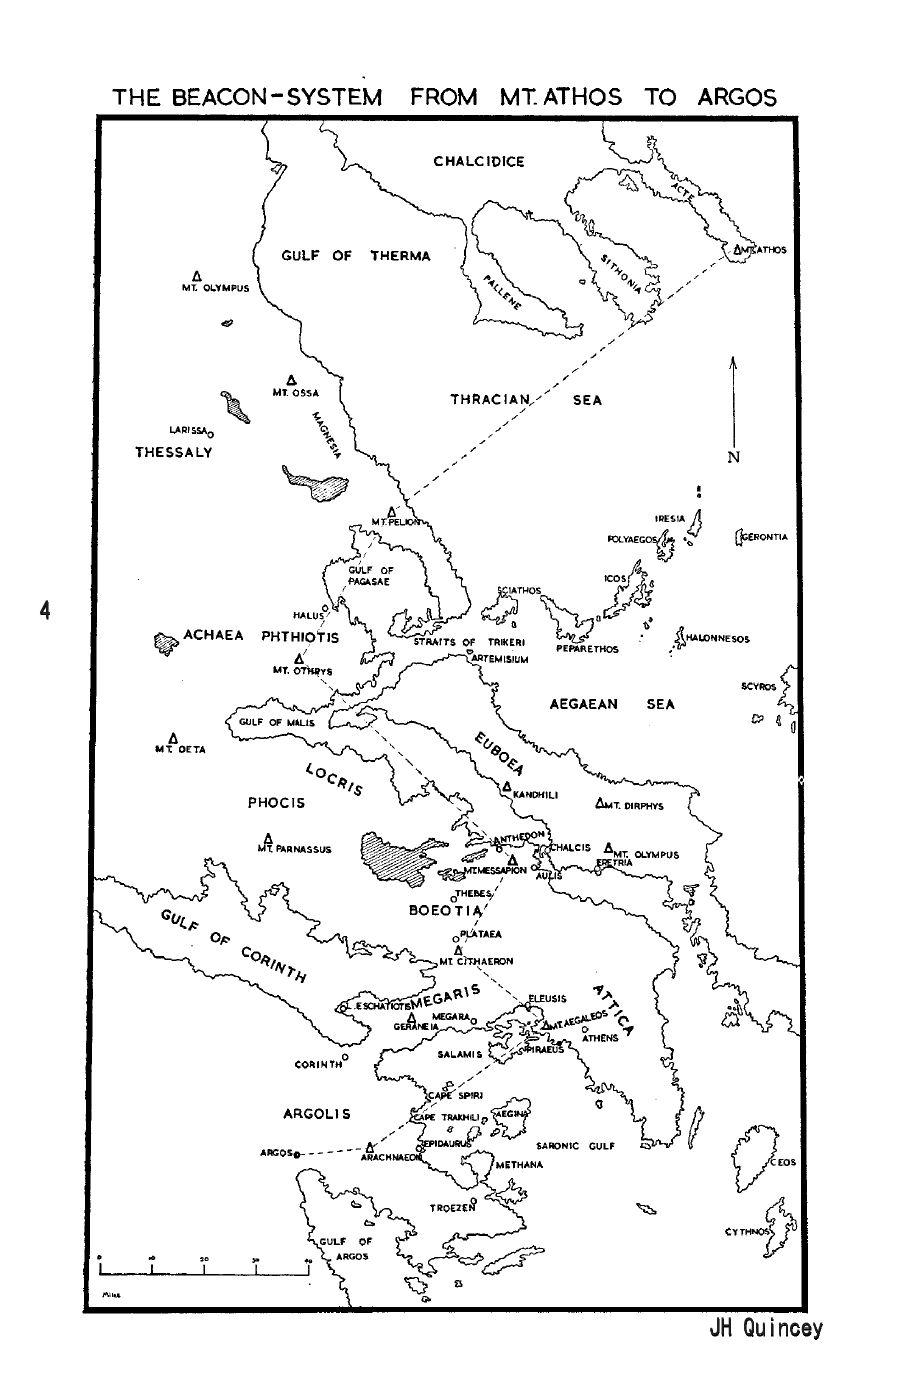 THE BEACON-SYSTEM FROM MT. ATHOS TO ARGOS
CHALCIDICE
ACTE
MT. ATHOS
GULF OF THERMA
SITHONIA
PALLENE
MT. OLYMPUS
MT. OSSA
THRACIAN SEA
MAGNESIA
LARISSA
THESSALY
N
MT. PELION
IRESIA
POLYAEGOS
GERONTIA
GULF OF
PAGASAE
ICOS
SCIATHOS
4
HALUS
ACHAEA PHTHIOTIS
STRAITS OF TRIKERI
PEPARETHOS
HALONNESOS
ARTEMISIUM
MT. OTHRYS
SCYROS
AEGAEAN SEA
GULF OF MALIS
MT. OETA
EUBOEA
LOCRIS
KANDHILI
PHOCIS
MT. DIRPHYS
ANTHEDON
MT. PARNASSUS
CHALCIS
MT. OLYMPUS
ERETRIA
MT. MESSAPION
AULIS
THEBES
BOEOTIA
GULF OF CORINTH
PLATAEA
MT. CITHAERON
MEGARIS
ATTICA
ELEUSIS
ESCHATIOTIS
MEGARA
GERANEIA
MT. AEGALEOS
ATHENS
PIRAEUS
SALAMIS
CORINTH
CAPE SPIRI
ARGOLIS
CAPE TRAKHILI
AEGINA
EPIDAURUS
SARONIC GULF
ARGOS
ARACHNAEON
METHANA
CEOS
TROEZEN
CYTHNOS
GULF OF
ARGOS
0 10 20 30 40
Miles
JH Quincey